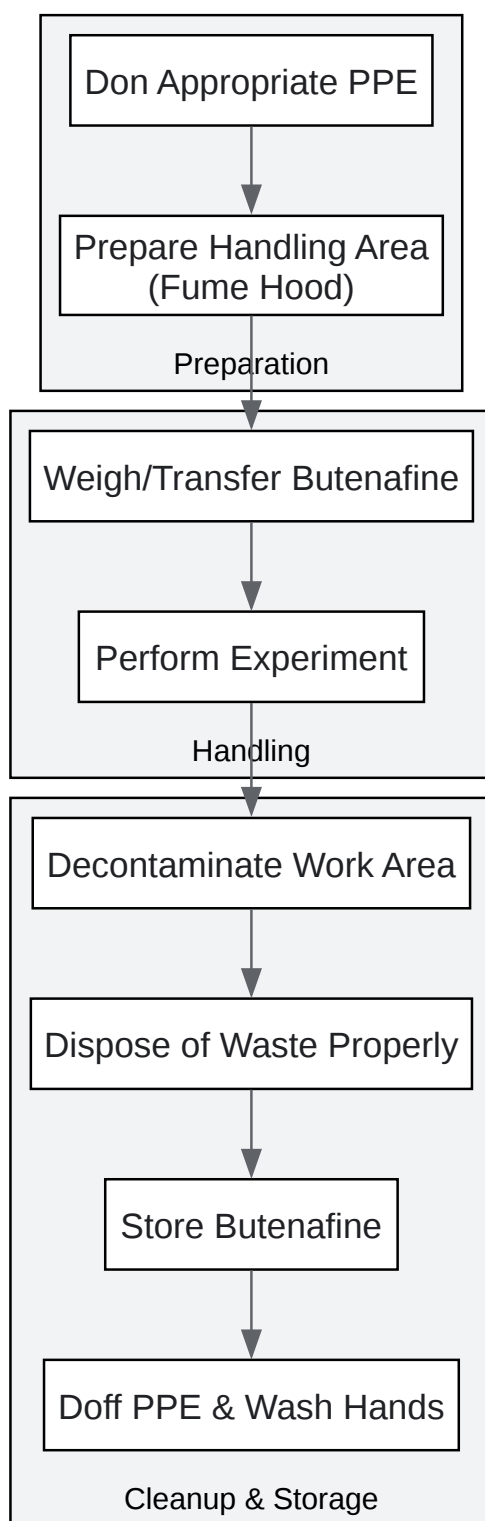 Don Appropriate PPE
Prepare Handling Area
(Fume Hood)
Preparation
Weigh/Transfer Butenafine
Perform Experiment
Handling
Decontaminate Work Area
Dispose of Waste Properly
Store Butenafine
Doff PPE & Wash Hands
Cleanup & Storage